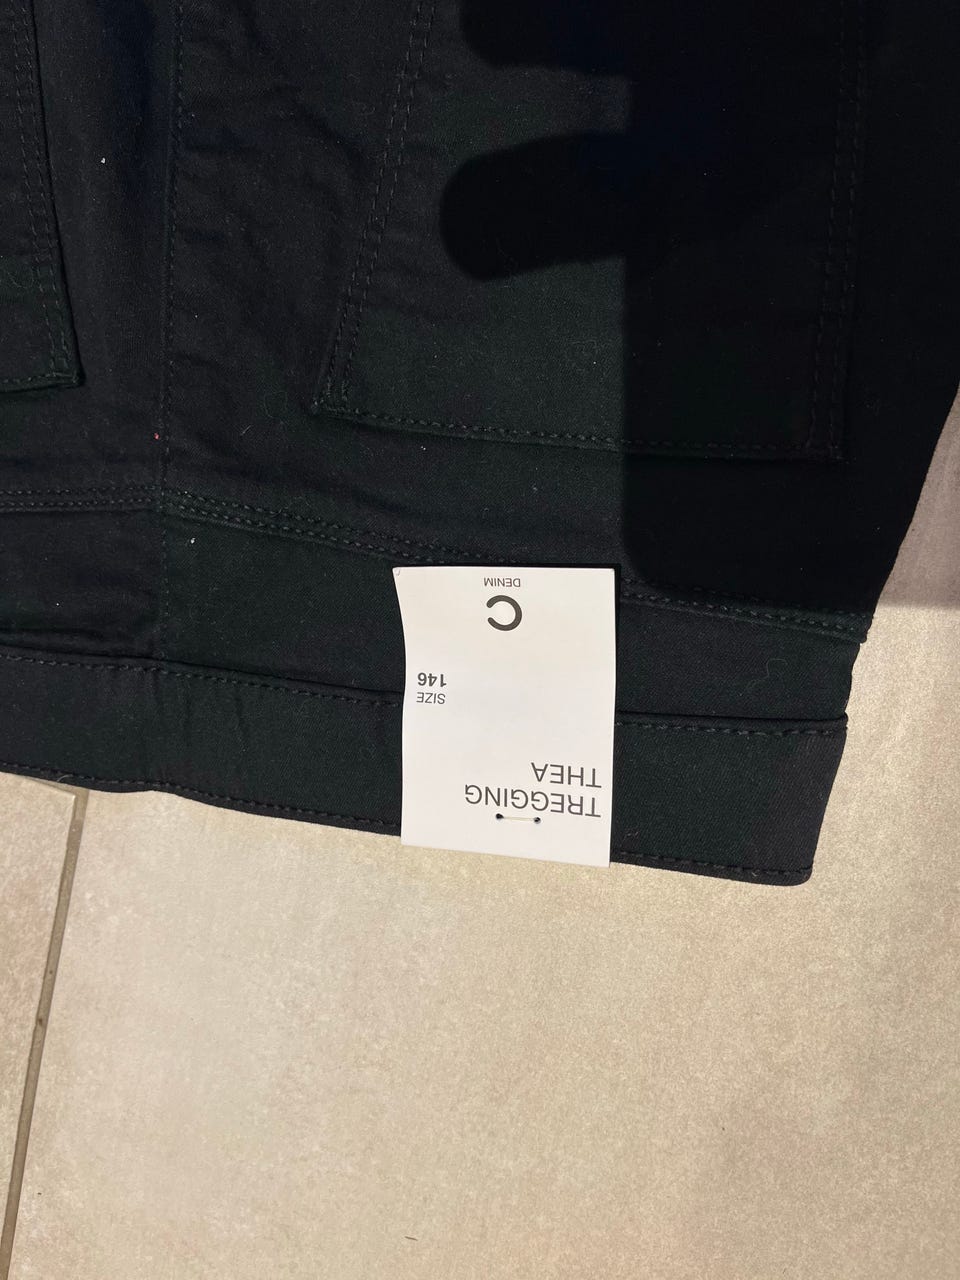 TREGGING
THEA
SIZE
146
C
DENIM